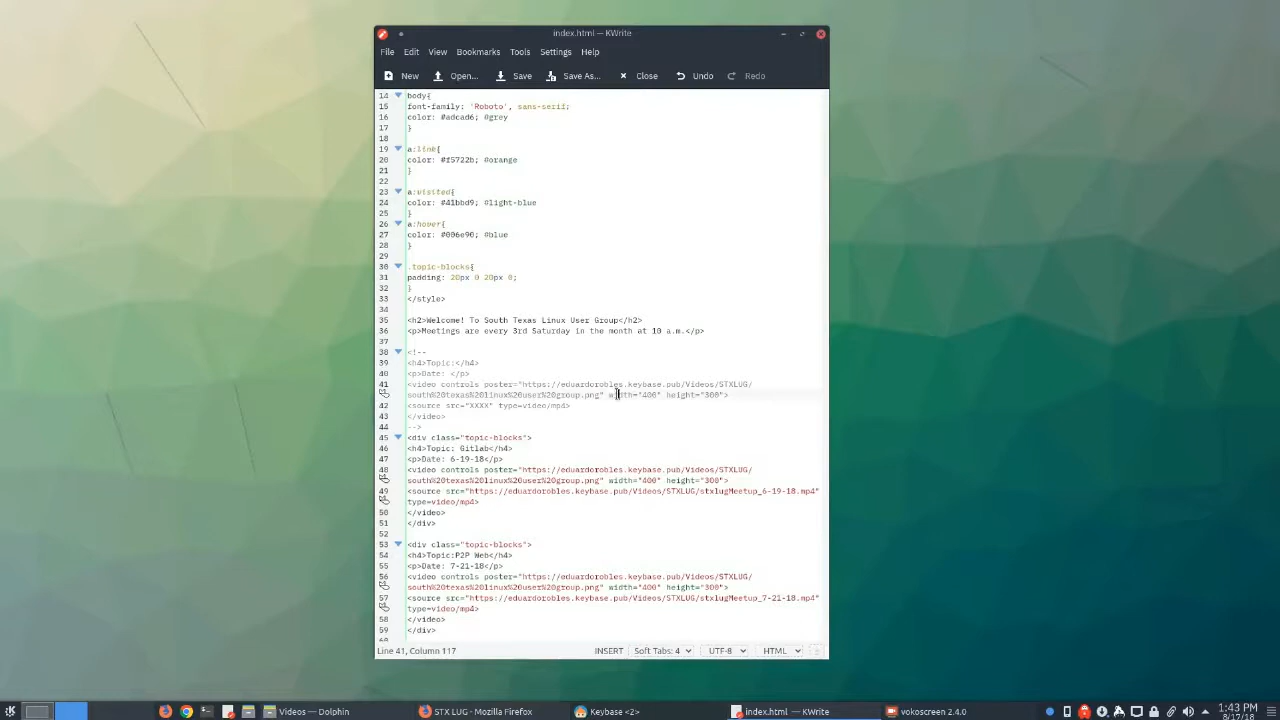 index.html — KWrite
File Edit View Bookmarks Tools Settings Help
New Open... Save Save As... Close Undo Redo
14 body{
15 font-family: 'Roboto', sans-serif;
16 color: #adcad6; #grey
17 }
18
19 a:link{
20 color: #f5722b; #orange
21 }
22
23 a:visited{
24 color: #41bbd9; #light-blue
25 }
26 a:hover{
27 color: #006e90; #blue
28 }
29
30 .topic-blocks{
31 padding: 20px 0 20px 0;
32 }
33 </style>
34
35 <h2>Welcome! To South Texas Linux User Group</h2>
36 <p>Meetings are every 3rd Saturday in the month at 10 a.m.</p>
37
38 <!--
39 <h4>Topic:</h4>
40 <p>Date: </p>
41 <video controls poster="https://eduardorobles.keybase.pub/Videos/STXLUG/
south%20texas%20linux%20user%20group.png" width="400" height="300">
42 <source src="XXXX" type=video/mp4>
43 </video>
44 -->
45 <div class="topic-blocks">
46 <h4>Topic: Gitlab</h4>
47 <p>Date: 6-19-18</p>
48 <video controls poster="https://eduardorobles.keybase.pub/Videos/STXLUG/
south%20texas%20linux%20user%20group.png" width="400" height="300">
49 <source src="https://eduardorobles.keybase.pub/Videos/STXLUG/stxlugMeetup_6-19-18.mp4"
type=video/mp4>
50 </video>
51 </div>
52
53 <div class="topic-blocks">
54 <h4>Topic:P2P Web</h4>
55 <p>Date: 7-21-18</p>
56 <video controls poster="https://eduardorobles.keybase.pub/Videos/STXLUG/
south%20texas%20linux%20user%20group.png" width="400" height="300">
57 <source src="https://eduardorobles.keybase.pub/Videos/STXLUG/stxlugMeetup_7-21-18.mp4"
type=video/mp4>
58 </video>
59 </div>
60
Line 41, Column 117 INSERT Soft Tabs: 4 UTF-8 HTML
Videos — Dolphin STX LUG - Mozilla Firefox Keybase <2> index.html — KWrite vokoscreen 2.4.0 1:43 PM
8/17/18